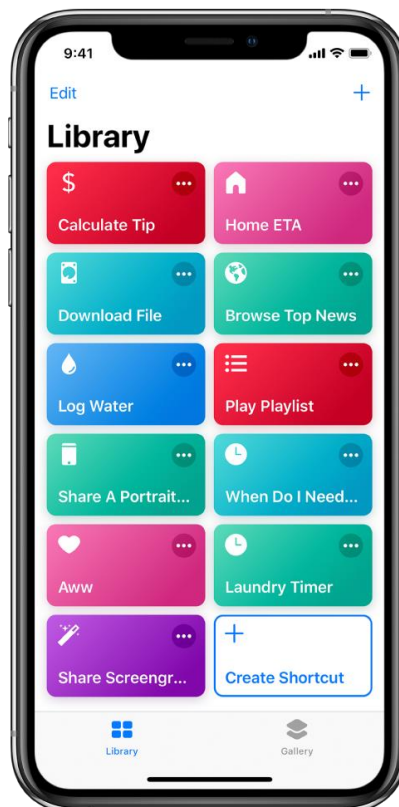 9:41
Edit
Library
$
Calculate Tip
Home ETA
Download File
Browse Top News
Log Water
Play Playlist
Share A Portrait...
When Do I Need...
Aww
Laundry Timer
Share Screengr...
Create Shortcut
Library
Gallery